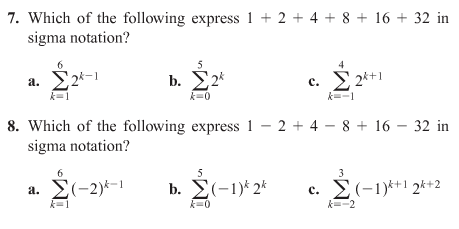 7. Which of the following express 1 + 2 + 4 + 8 + 16 + 32 in
sigma notation?
a. $\sum_{k=1}^{6} 2^{k-1}$ b. $\sum_{k=0}^{5} 2^k$ c. $\sum_{k=-1}^{4} 2^{k+1}$
8. Which of the following express 1 − 2 + 4 − 8 + 16 − 32 in
sigma notation?
a. $\sum_{k=1}^{6} (-2)^{k-1}$ b. $\sum_{k=0}^{5} (-1)^k 2^k$ c. $\sum_{k=-2}^{3} (-1)^{k+1} 2^{k+2}$